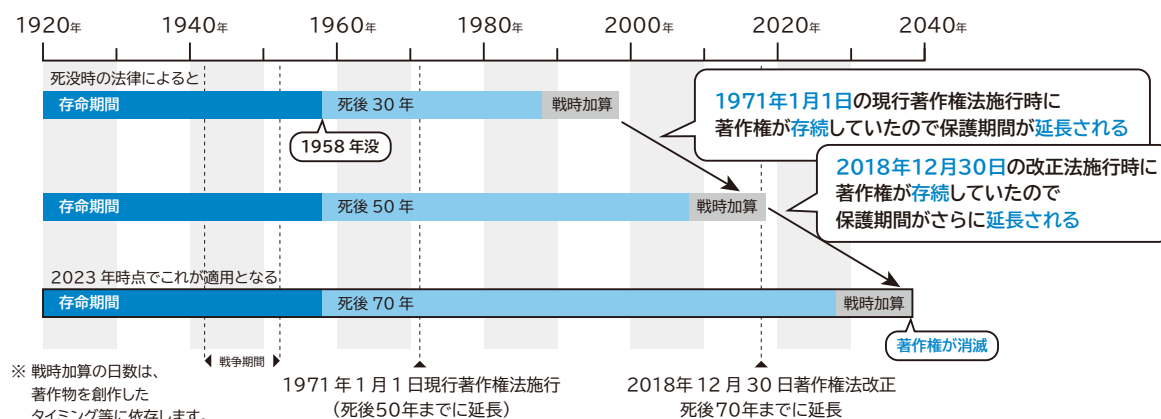 1920年 1940年 1960年 1980年 2000年 2020年 2040年
死没時の法律によると
存命期間 死後 30 年 戦時加算
1958 年没
1971年1月1日の現行著作権法施行時に
著作権が存続していたので保護期間が延長される
存命期間 死後 50 年 戦時加算
2018年12月30日の改正法施行時に
著作権が存続していたので
保護期間がさらに延長される
2023 年時点でこれが適用となる
存命期間 死後 70 年 戦時加算
著作権が消滅
戦争期間
※ 戦時加算の日数は、
著作物を創作した
タイミング等に依存します。
1971 年 1 月 1 日現行著作権法施行
（死後50年までに延長）
2018年 12 月 30 日著作権法改正
死後70年までに延長